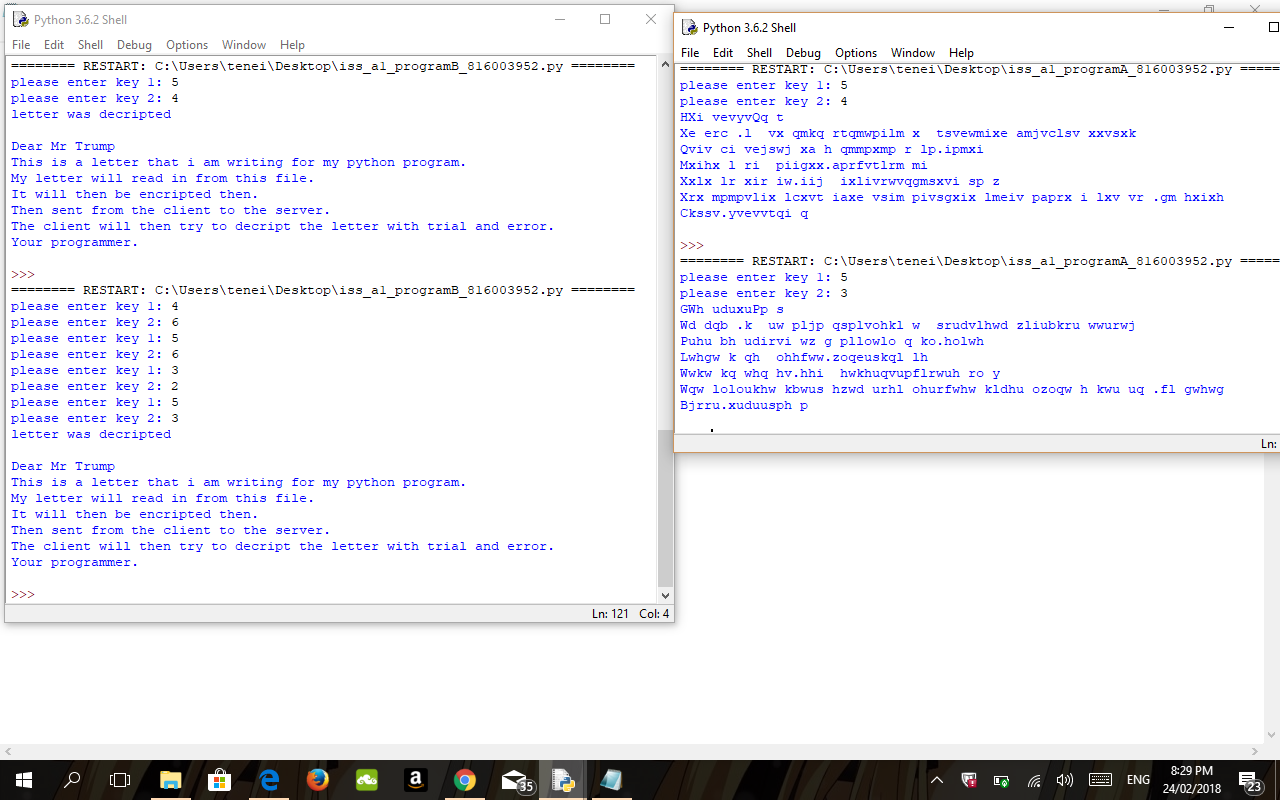 Python 3.6.2 Shell
File Edit Shell Debug Options Window Help
======== RESTART: C:\Users\tenei\Desktop\iss_a1_programB_816003952.py ========
please enter key 1: 5
please enter key 2: 4
letter was decripted
Dear Mr Trump
This is a letter that i am writing for my python program.
My letter will read in from this file.
It will then be encripted then.
Then sent from the client to the server.
The client will then try to decript the letter with trial and error.
Your programmer.
>>>
======== RESTART: C:\Users\tenei\Desktop\iss_a1_programB_816003952.py ========
please enter key 1: 4
please enter key 2: 6
please enter key 1: 5
please enter key 2: 6
please enter key 1: 3
please enter key 2: 2
please enter key 1: 5
please enter key 2: 3
letter was decripted
Dear Mr Trump
This is a letter that i am writing for my python program.
My letter will read in from this file.
It will then be encripted then.
Then sent from the client to the server.
The client will then try to decript the letter with trial and error.
Your programmer.
>>>
Ln: 121 Col: 4
Python 3.6.2 Shell
File Edit Shell Debug Options Window Help
======== RESTART: C:\Users\tenei\Desktop\iss_a1_programA_816003952.py =====
please enter key 1: 5
please enter key 2: 4
HXi vevyvQq t
Xe erc .l  vx qmkq rtqmwpilm x  tsvewmixe amjvclsv xxvsxk
Qviv ci vejswj xa h qmmpxmp r lp.ipmxi
Mxihx l ri  piigxx.aprfvtlrm mi
Xxlx lr xir iw.iij  ixlivrwvqgmsxvi sp z
Xrx mpmpvlix lcxvt iaxe vsim pivsgxix lmeiv paprx i lxv vr .gm hxixh
Ckssv.yvevvtqi q
>>>
======== RESTART: C:\Users\tenei\Desktop\iss_a1_programA_816003952.py =====
please enter key 1: 5
please enter key 2: 3
GWh uduxuPp s
Wd dqb .k  uw pljp qsplvohkl w  srudvlhwd zliubkru wwurwj
Puhu bh udirvi wz g pllowlo q ko.holwh
Lwhgw k qh  ohhfww.zoqeuskql lh
Wwkw kq whq hv.hhi  hwkhuqvupflrwuh ro y
Wqw loloukhw kbwus hzwd urhl ohurfwhw kldhu ozoqw h kwu uq .fl gwhwg
Bjrru.xuduusph p
Ln:
35
ENG
8:29 PM
24/02/2018
23